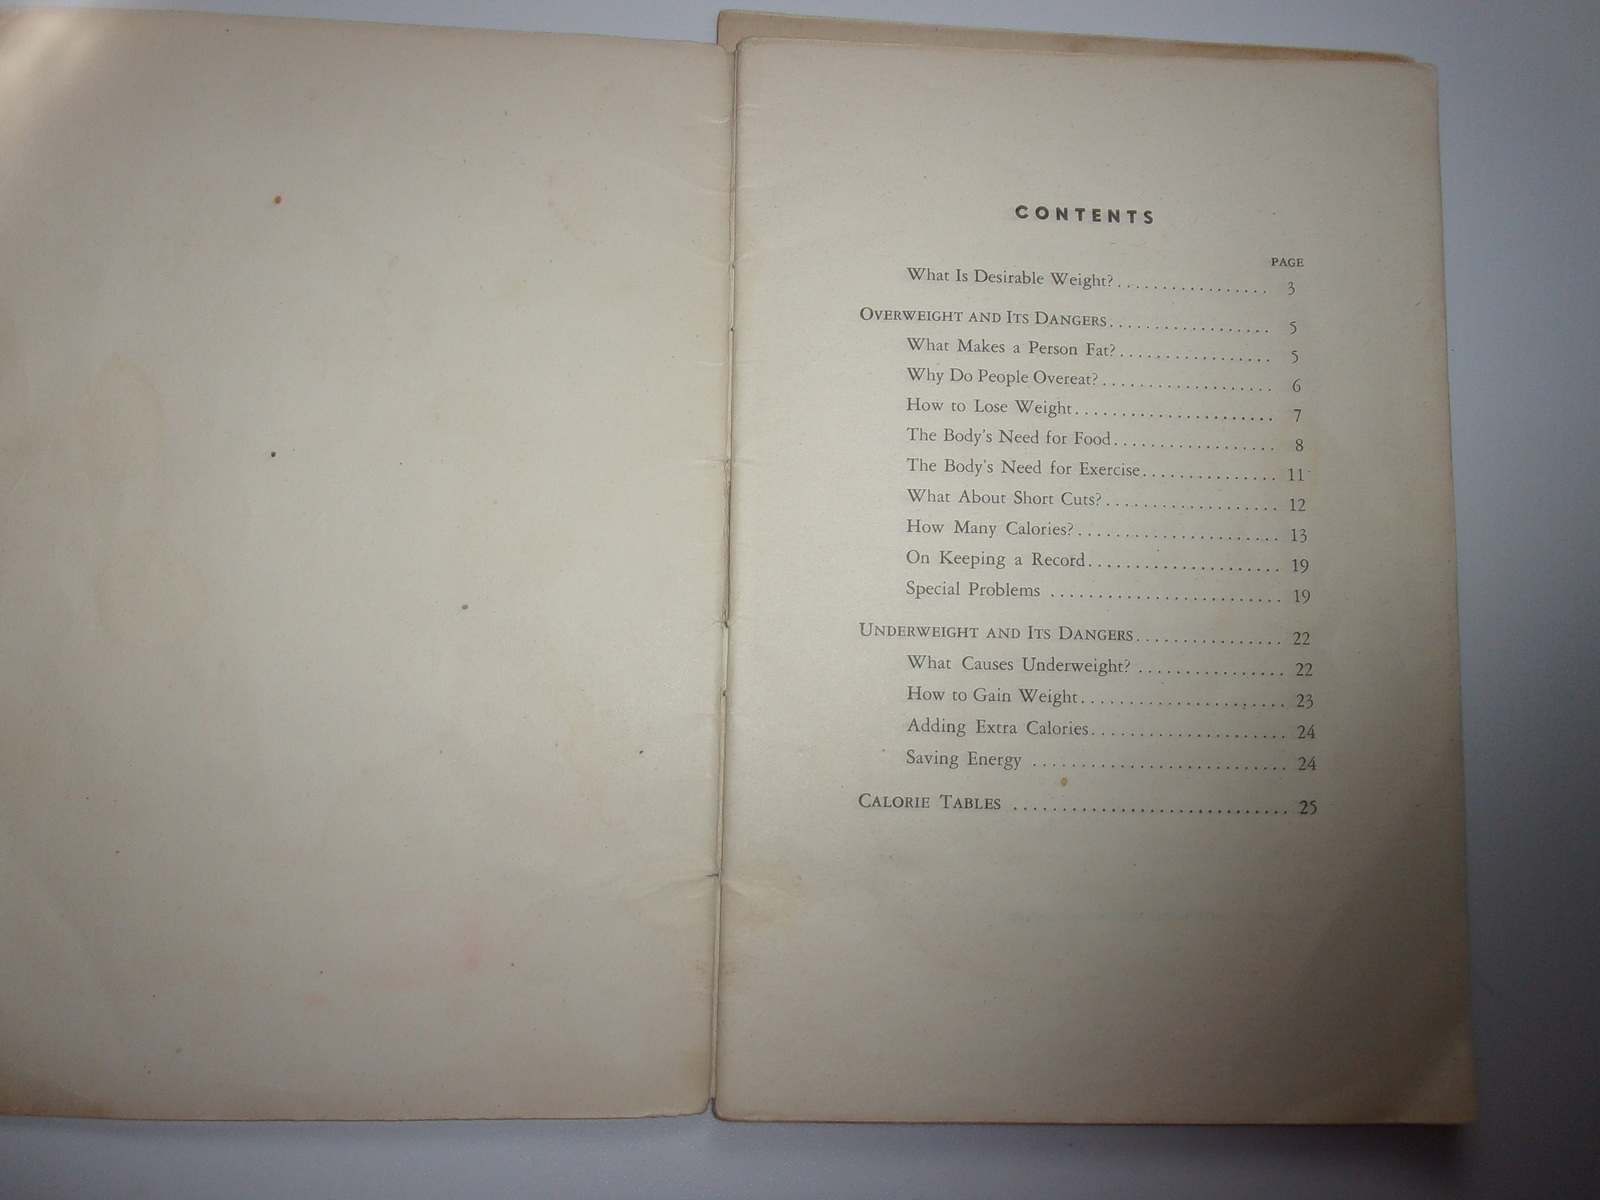 CONTENTS
PAGE
What Is Desirable Weight?................. 3
OVERWEIGHT AND ITS DANGERS.................. 5
What Makes a Person Fat?................. 5
Why Do People Overeat?................... 6
How to Lose Weight...................... 7
The Body's Need for Food................. 8
The Body's Need for Exercise.............. 11
What About Short Cuts?................... 12
How Many Calories?...................... 13
On Keeping a Record..................... 19
Special Problems ......................... 19
UNDERWEIGHT AND ITS DANGERS................ 22
What Causes Underweight? ................ 22
How to Gain Weight...................... 23
Adding Extra Calories..................... 24
Saving Energy ........................... 24
CALORIE TABLES ............................. 25